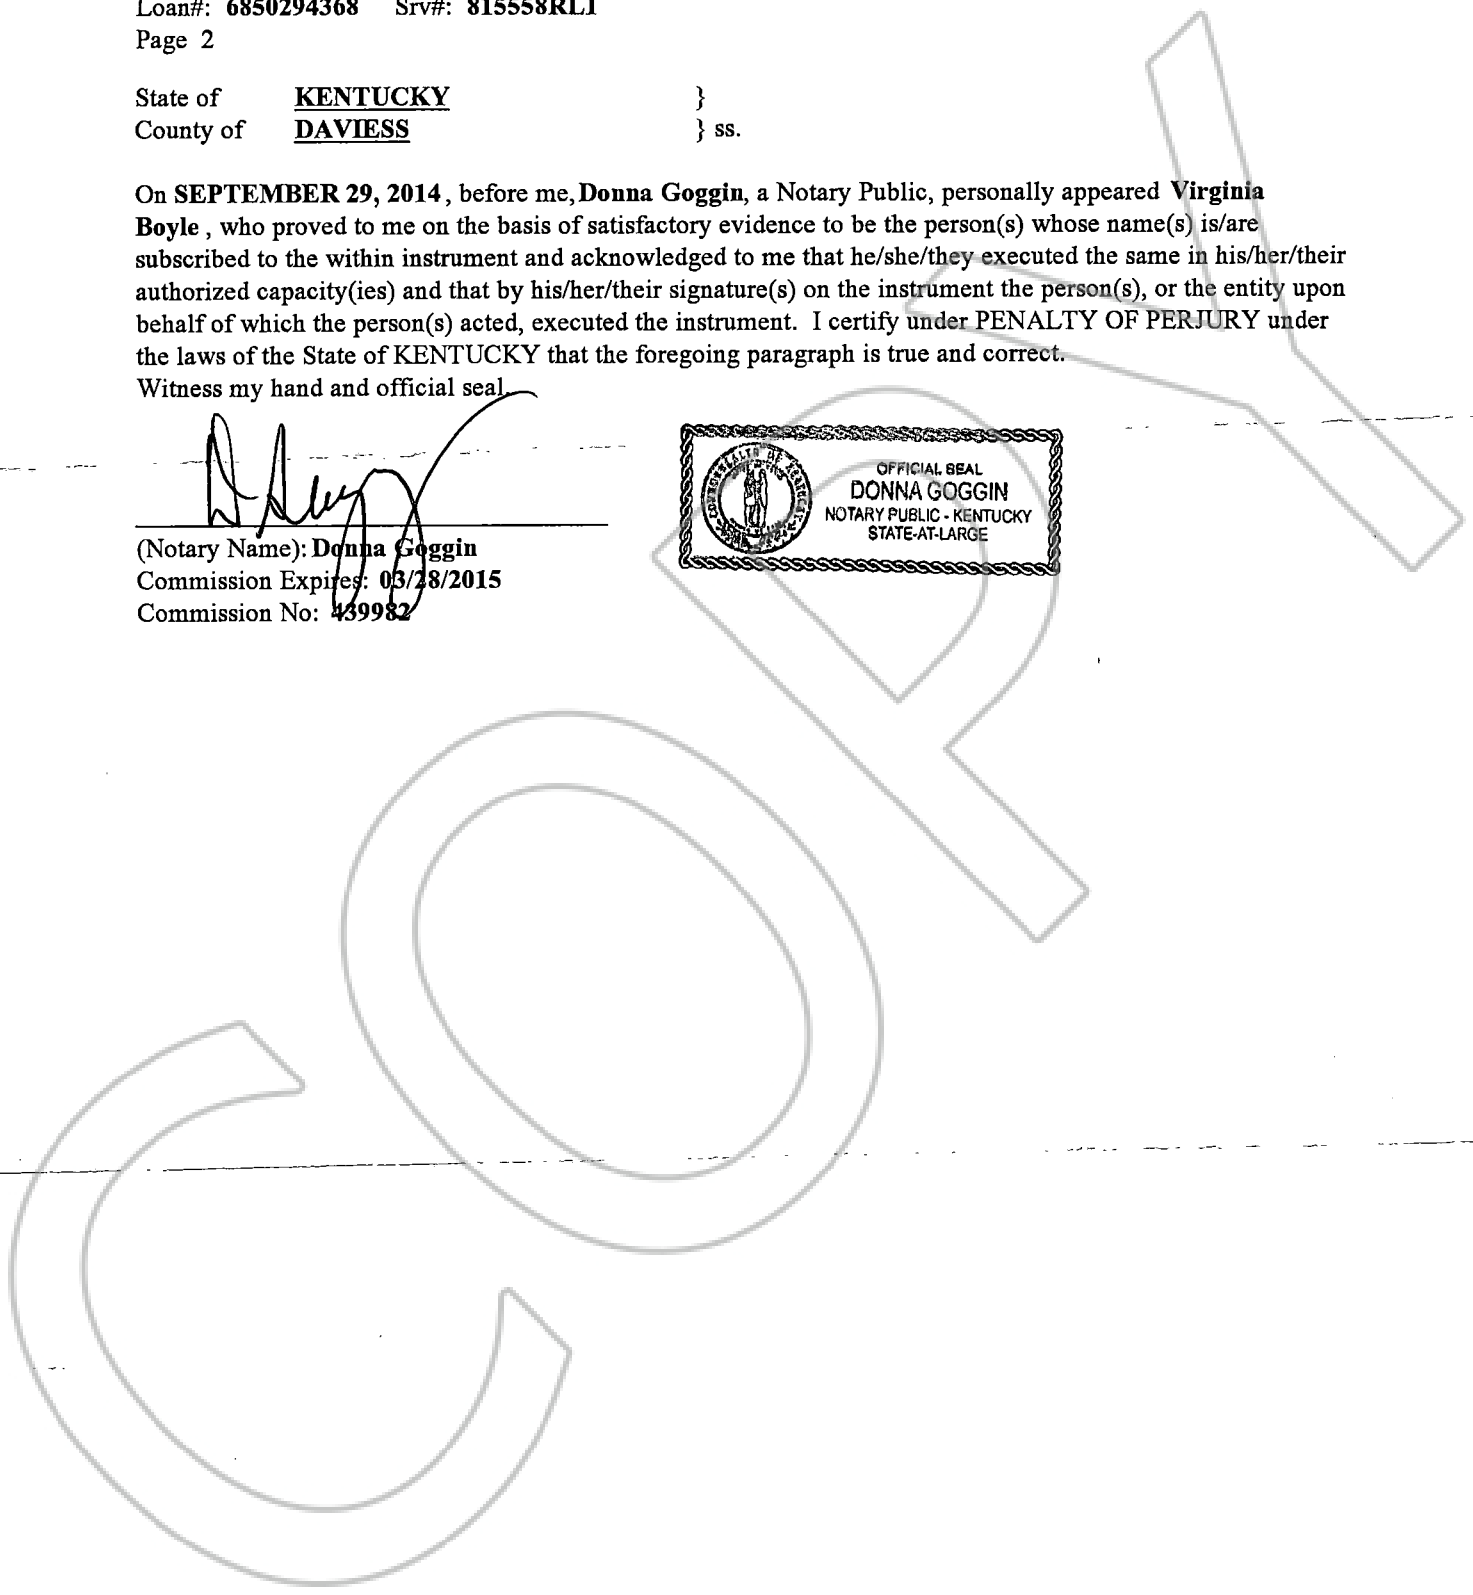 Loan#: 6850294368 Srv#: 815558RL1
Page 2
State of KENTUCKY }
County of DAVIESS } ss.
On SEPTEMBER 29, 2014, before me, Donna Goggin, a Notary Public, personally appeared Virginia
Boyle , who proved to me on the basis of satisfactory evidence to be the person(s) whose name(s) is/are
subscribed to the within instrument and acknowledged to me that he/she/they executed the same in his/her/their
authorized capacity(ies) and that by his/her/their signature(s) on the instrument the person(s), or the entity upon
behalf of which the person(s) acted, executed the instrument. I certify under PENALTY OF PERJURY under
the laws of the State of KENTUCKY that the foregoing paragraph is true and correct.
Witness my hand and official seal.
OFFICIAL SEAL
DONNA GOGGIN
NOTARY PUBLIC - KENTUCKY
STATE-AT-LARGE
(Notary Name): Donna Goggin
Commission Expires: 03/28/2015
Commission No: 439982
COPY